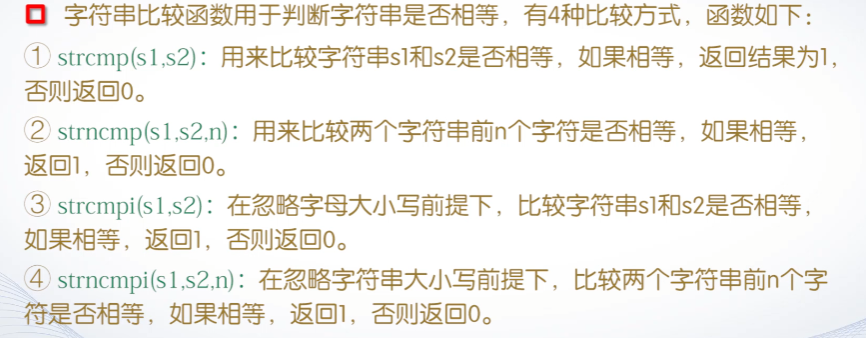 字符串比较函数用于判断字符串是否相等，有4种比较方式，函数如下：
① strcmp(s1,s2)：用来比较字符串s1和s2是否相等，如果相等，返回结果为1，
否则返回0。
② strncmp(s1,s2,n)：用来比较两个字符串前n个字符是否相等，如果相等，
返回1，否则返回0。
③ strcmpi(s1,s2)：在忽略字母大小写前提下，比较字符串s1和s2是否相等，
如果相等，返回1，否则返回0。
④ strncmpi(s1,s2,n)：在忽略字符串大小写前提下，比较两个字符串前n个字
符是否相等，如果相等，返回1，否则返回0。